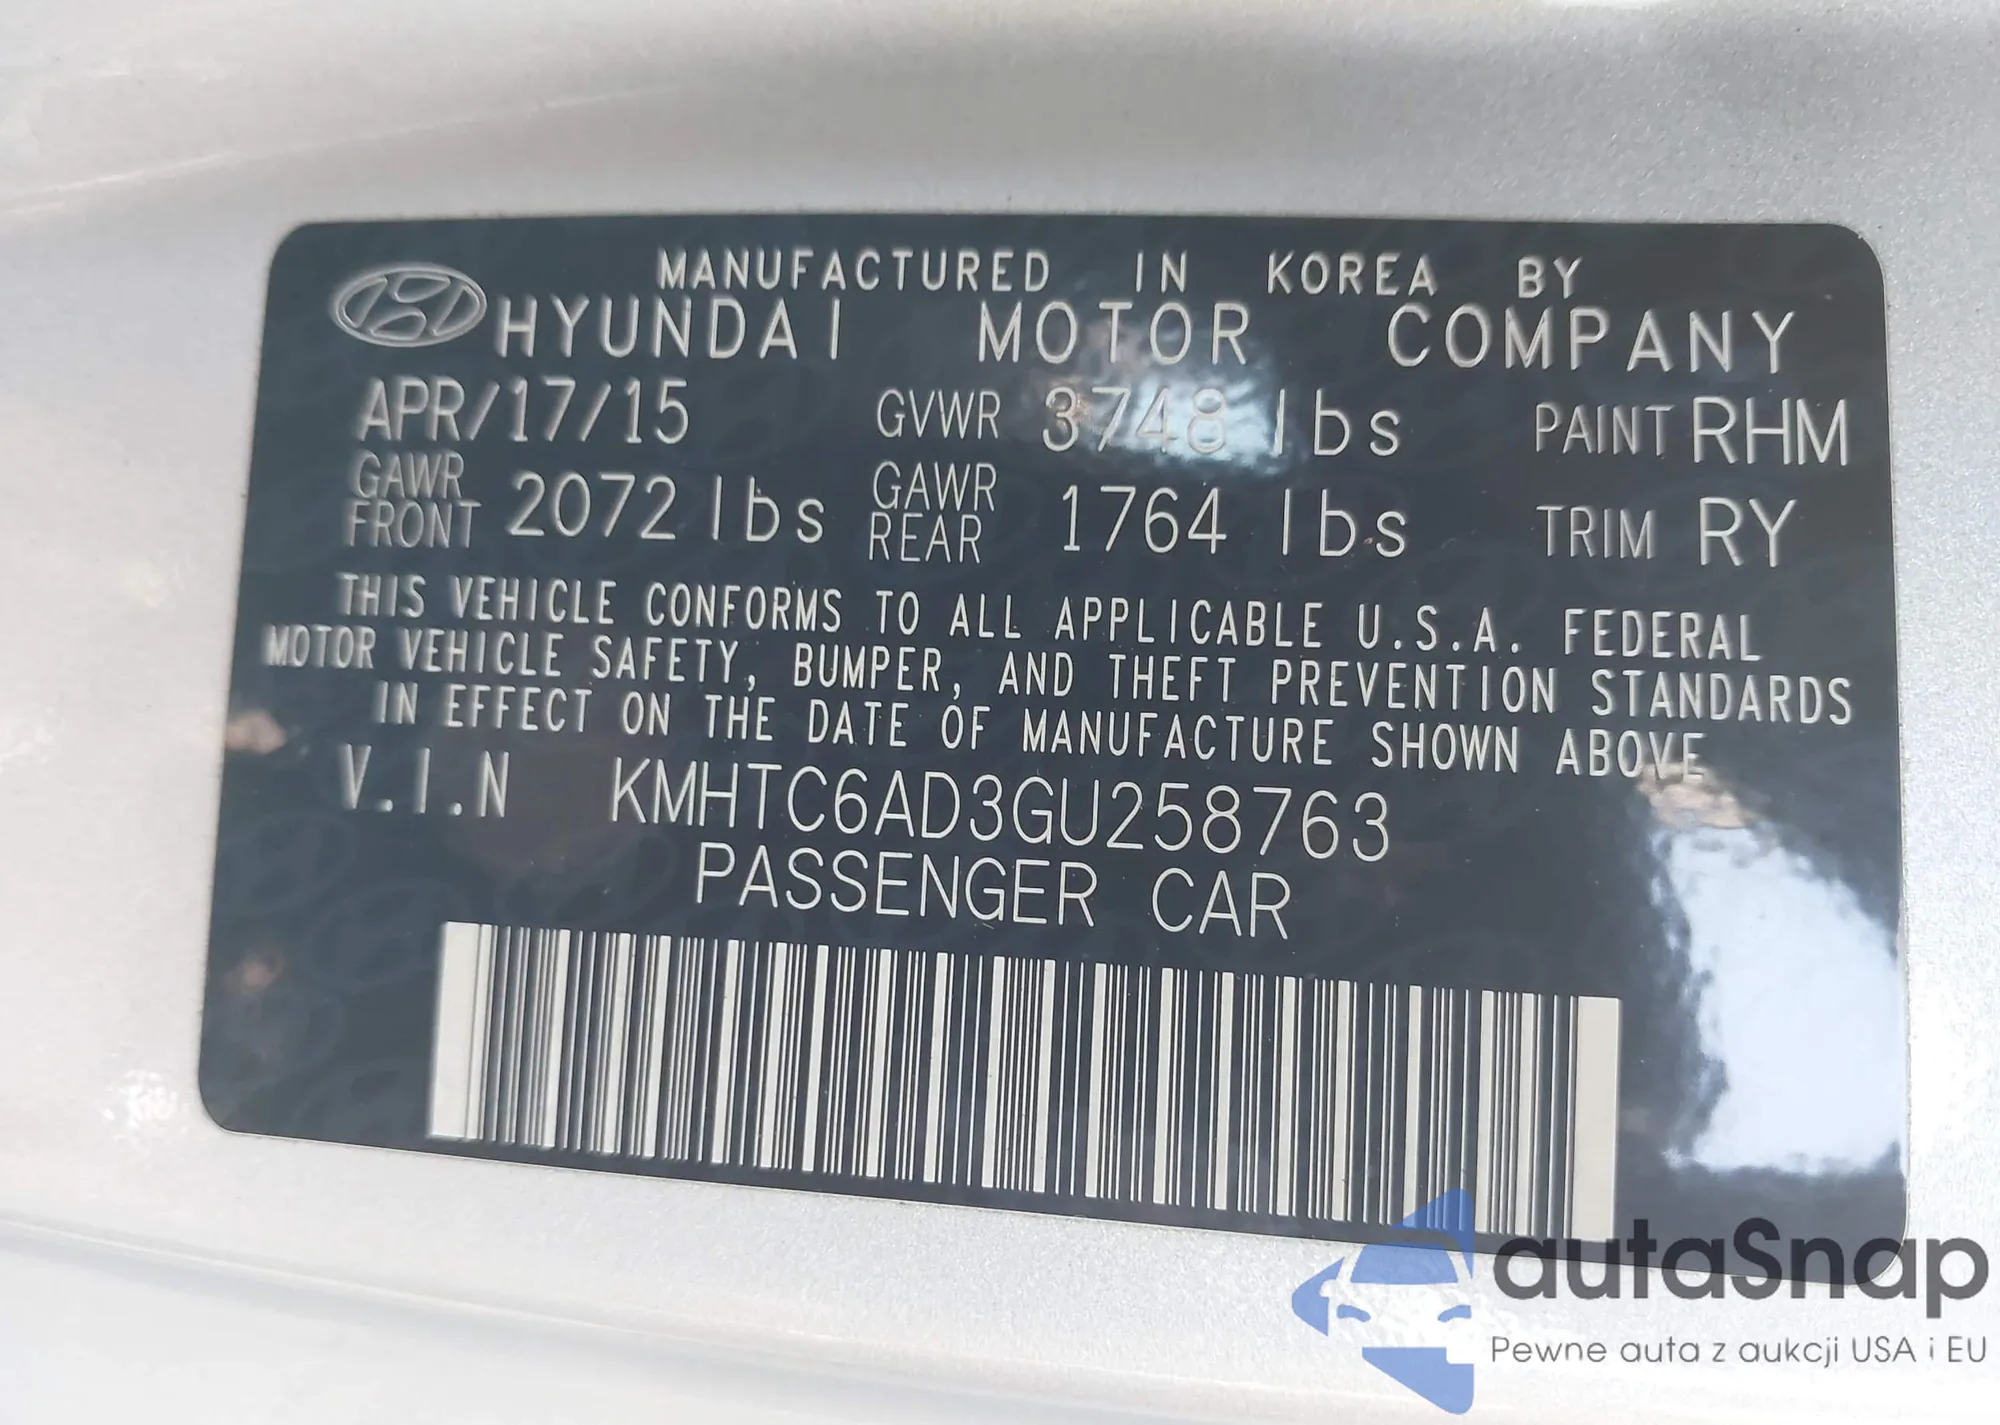 MANUFACTURED IN KOREA BY
HYUNDAI MOTOR COMPANY
APR/17/15 GVWR 3748 lbs PAINT RHM
GAWR FRONT 2072 lbs GAWR REAR 1764 lbs TRIM RY
THIS VEHICLE CONFORMS TO ALL APPLICABLE U.S.A. FEDERAL
MOTOR VEHICLE SAFETY, BUMPER, AND THEFT PREVENTION STANDARDS
IN EFFECT ON THE DATE OF MANUFACTURE SHOWN ABOVE
V.I.N KMHTC6AD3GU258763
PASSENGER CAR
autaSnap
Pewne auta z aukcji USA i EU